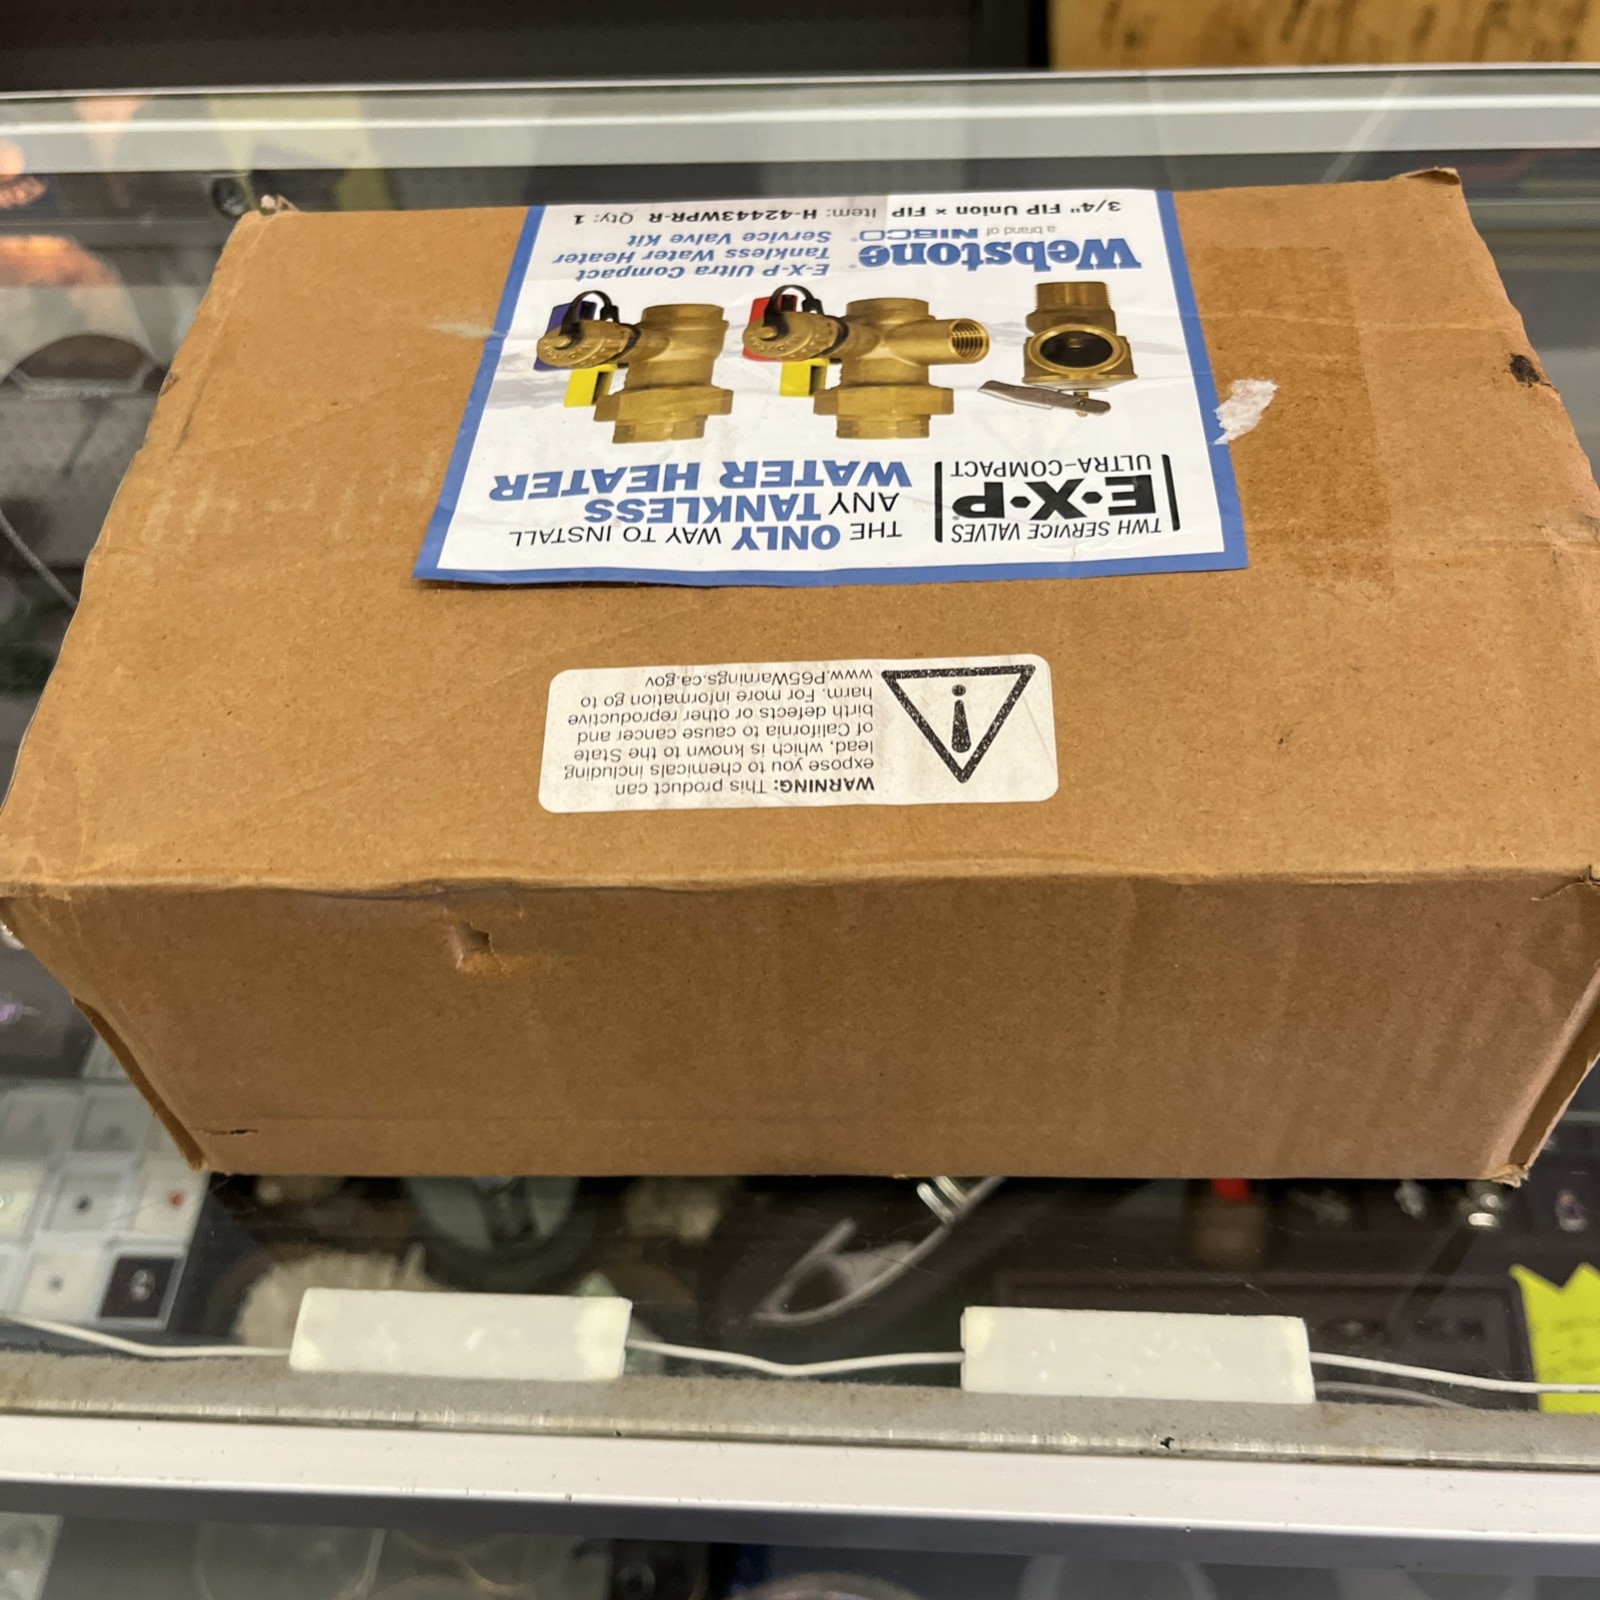 TWH SERVICE VALVES
E·X·P®
ULTRA-COMPACT
THE ONLY WAY TO INSTALL
ANY TANKLESS
WATER HEATER
Webstone®
a brand of NIBCO®
E-X-P Ultra Compact
Tankless Water Heater
Service Valve Kit
3/4" FIP Union × FIP Item: H-42443WPR-R Qty: 1
WARNING: This product can
expose you to chemicals including
lead, which is known to the State
of California to cause cancer and
birth defects or other reproductive
harm. For more information go to
www.P65Warnings.ca.gov